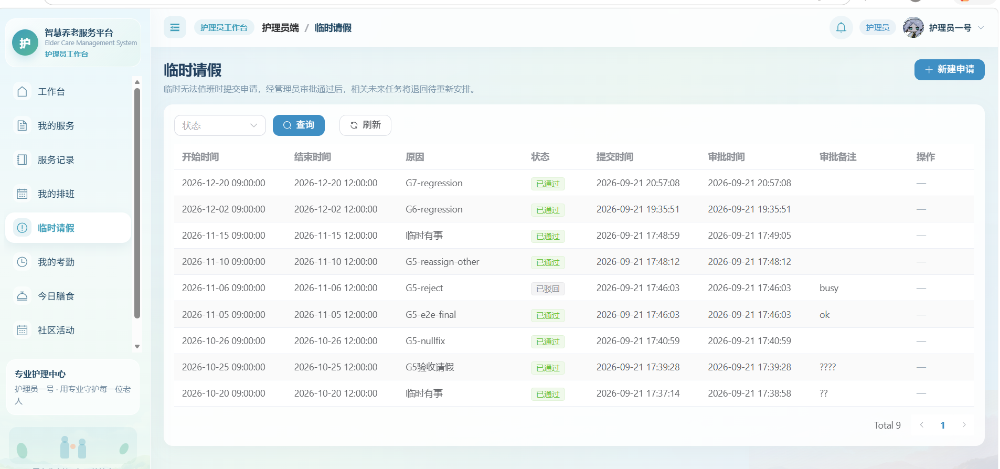 护
智慧养老服务平台
Elder Care Management System
护理员工作台
工作台
我的服务
服务记录
我的排班
临时请假
我的考勤
今日膳食
社区活动
专业护理中心
护理员一号 · 用专业守护每一位老
人
护理员工作台 护理员端 / 临时请假
护理员 护理员一号
临时请假
+ 新建申请
临时无法值班时提交申请，经管理员审批通过后，相关未来任务将退回待重新安排。
状态 查询 刷新
开始时间 结束时间 原因 状态 提交时间 审批时间 审批备注 操作
2026-12-20 09:00:00 2026-12-20 12:00:00 G7-regression 已通过 2026-09-21 20:57:08 2026-09-21 20:57:08 —
2026-12-02 09:00:00 2026-12-02 12:00:00 G6-regression 已通过 2026-09-21 19:35:51 2026-09-21 19:35:51 —
2026-11-15 09:00:00 2026-11-15 12:00:00 临时有事 已通过 2026-09-21 17:48:59 2026-09-21 17:49:05 —
2026-11-10 09:00:00 2026-11-10 12:00:00 G5-reassign-other 已通过 2026-09-21 17:48:12 2026-09-21 17:48:12 —
2026-11-06 09:00:00 2026-11-06 12:00:00 G5-reject 已驳回 2026-09-21 17:46:03 2026-09-21 17:46:03 busy —
2026-11-05 09:00:00 2026-11-05 12:00:00 G5-e2e-final 已通过 2026-09-21 17:46:03 2026-09-21 17:46:03 ok —
2026-10-26 09:00:00 2026-10-26 12:00:00 G5-nullfix 已通过 2026-09-21 17:40:59 2026-09-21 17:40:59 —
2026-10-25 09:00:00 2026-10-25 12:00:00 G5验收请假 已通过 2026-09-21 17:39:28 2026-09-21 17:39:28 ???? —
2026-10-20 09:00:00 2026-10-20 12:00:00 临时有事 已通过 2026-09-21 17:37:14 2026-09-21 17:38:58 ?? —
Total 9 1